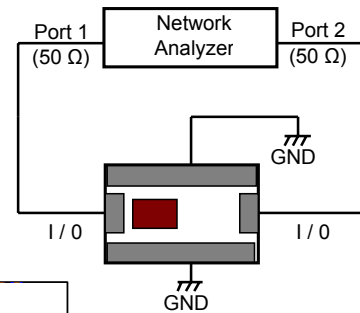 Port 1
(50 Ω)
Network
Analyzer
Port 2
(50 Ω)
GND
I / 0
I / 0
GND